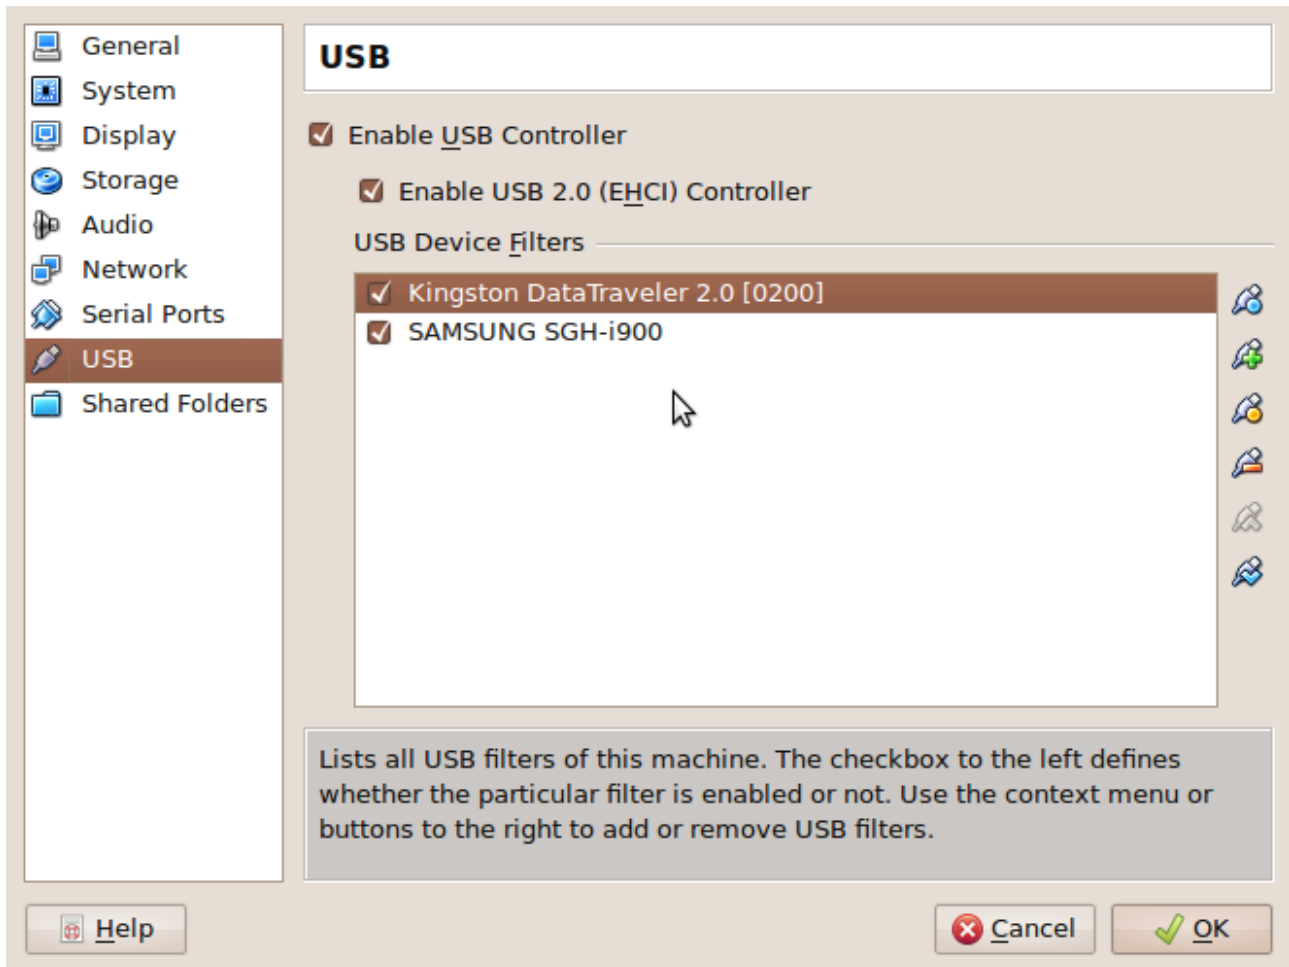 General
System
Display
Storage
Audio
Network
Serial Ports
USB
Shared Folders
USB
Enable USB Controller
Enable USB 2.0 (EHCI) Controller
USB Device Filters
Kingston DataTraveler 2.0 [0200]
SAMSUNG SGH-i900
Lists all USB filters of this machine. The checkbox to the left defines
whether the particular filter is enabled or not. Use the context menu or
buttons to the right to add or remove USB filters.
Help
Cancel
OK